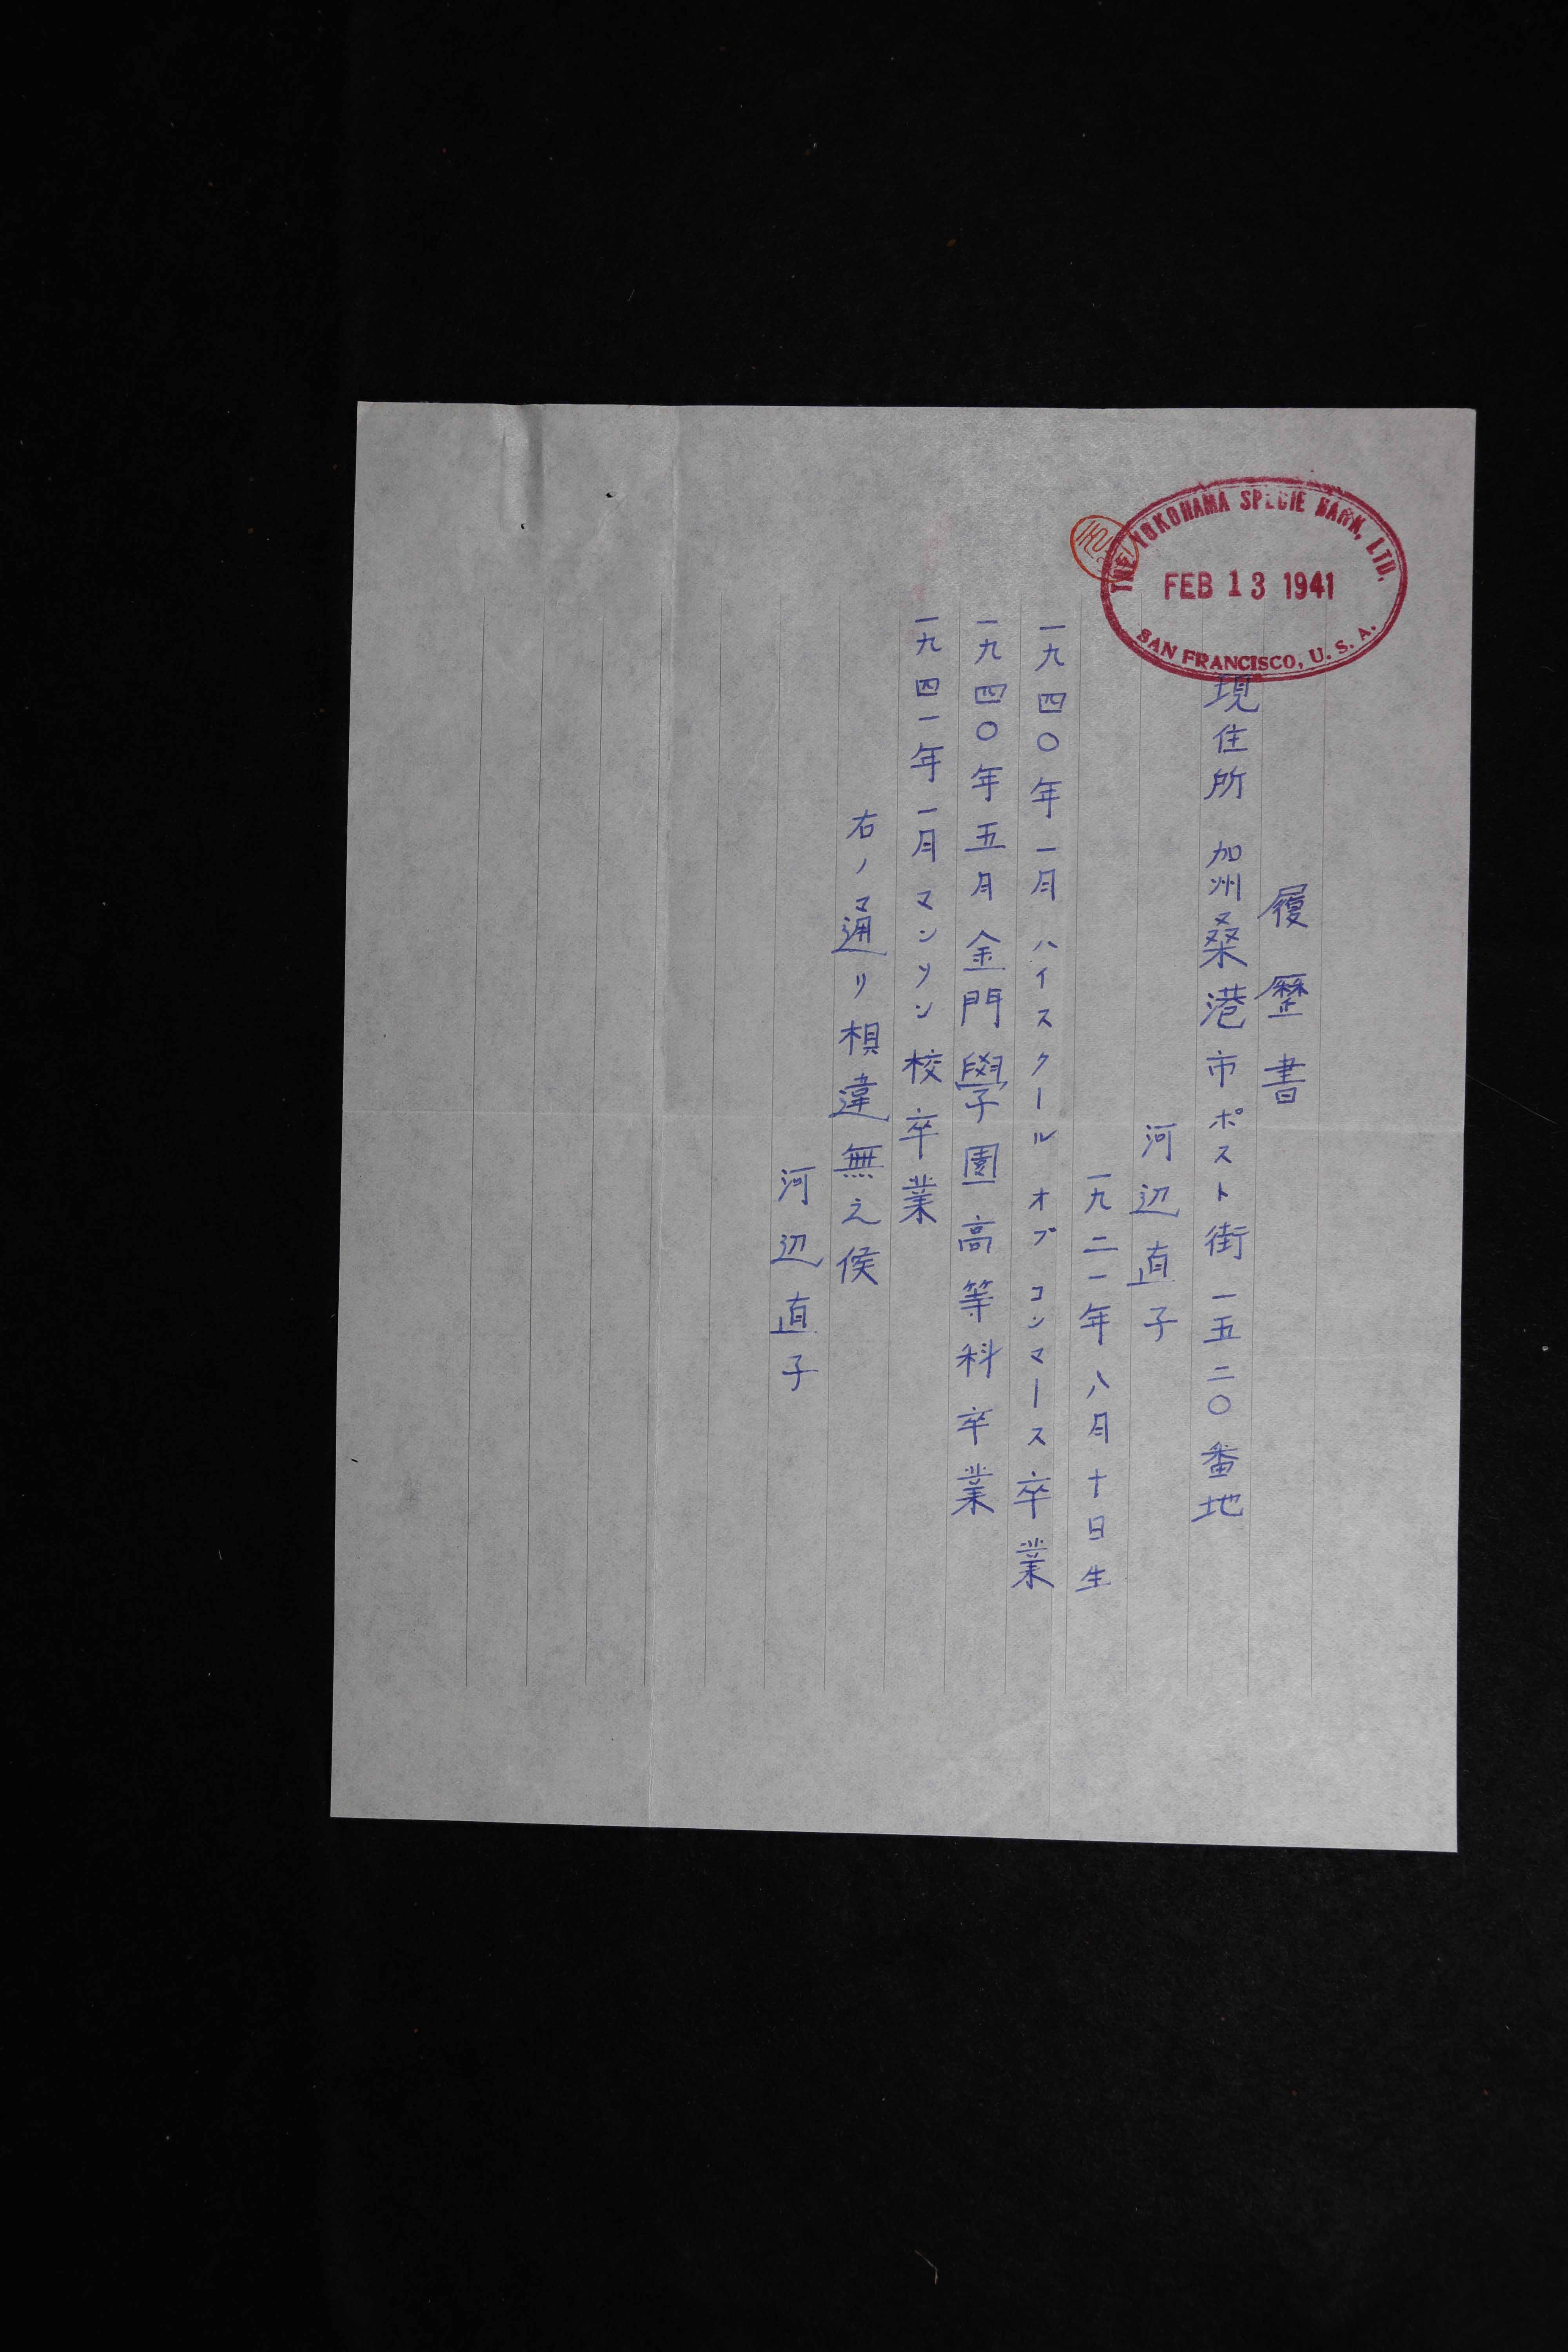 THE YOKOHAMA SPECIE BANK, LTD.
FEB 13 1941
SAN FRANCISCO, U. S. A.
履歴書
現住所 加州桑港市ポスト街一五二〇番地
河辺直子
一九二一年八月十日生
一九四〇年一月ハイスクール オブ コンマース卒業
一九四〇年五月金門學園高等科卒業
一九四一年一月マンソン校卒業
右ノ通リ相違無之候
河辺直子